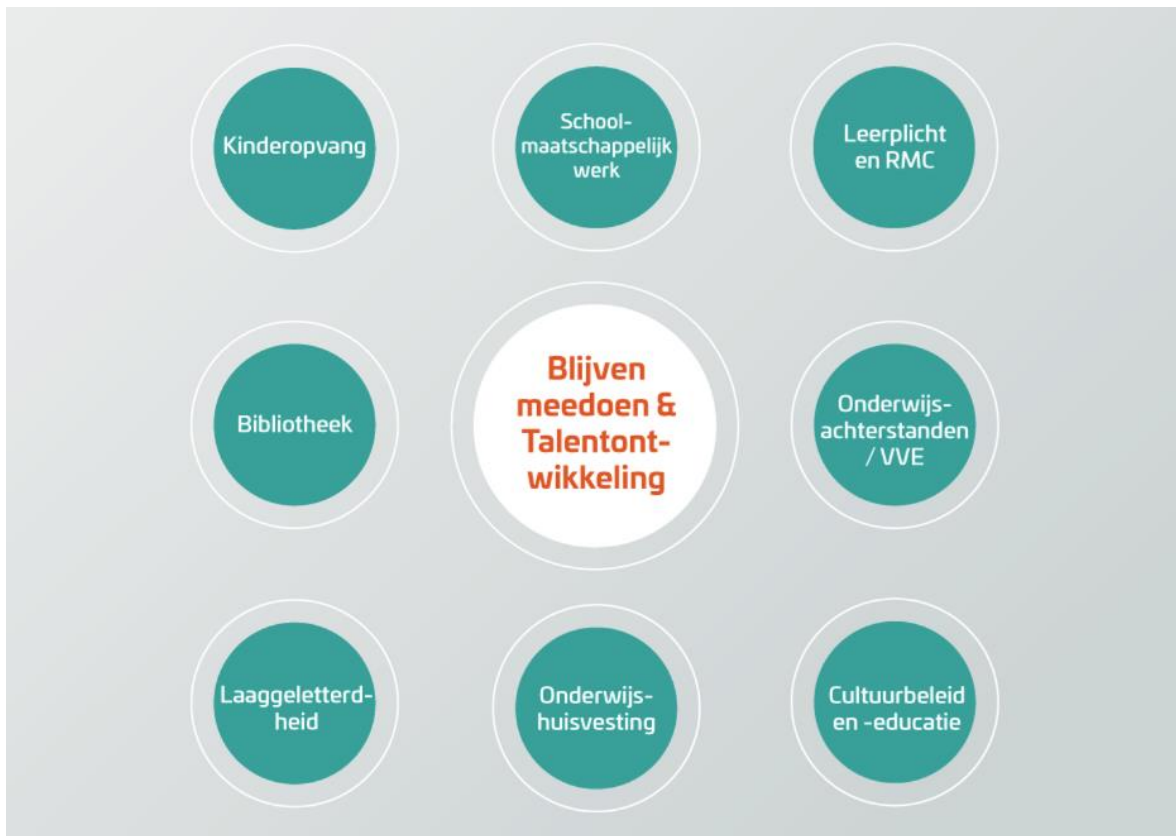 Kinderopvang
School-
maatschappelijk
werk
Leerplicht
en RMC
Bibliotheek
Blijven
meedoen &
Talentont-
wikkeling
Onderwijs-
achterstanden
/ VVE
Laaggeletterd-
heid
Onderwijs-
huisvesting
Cultuurbeleid
en -educatie